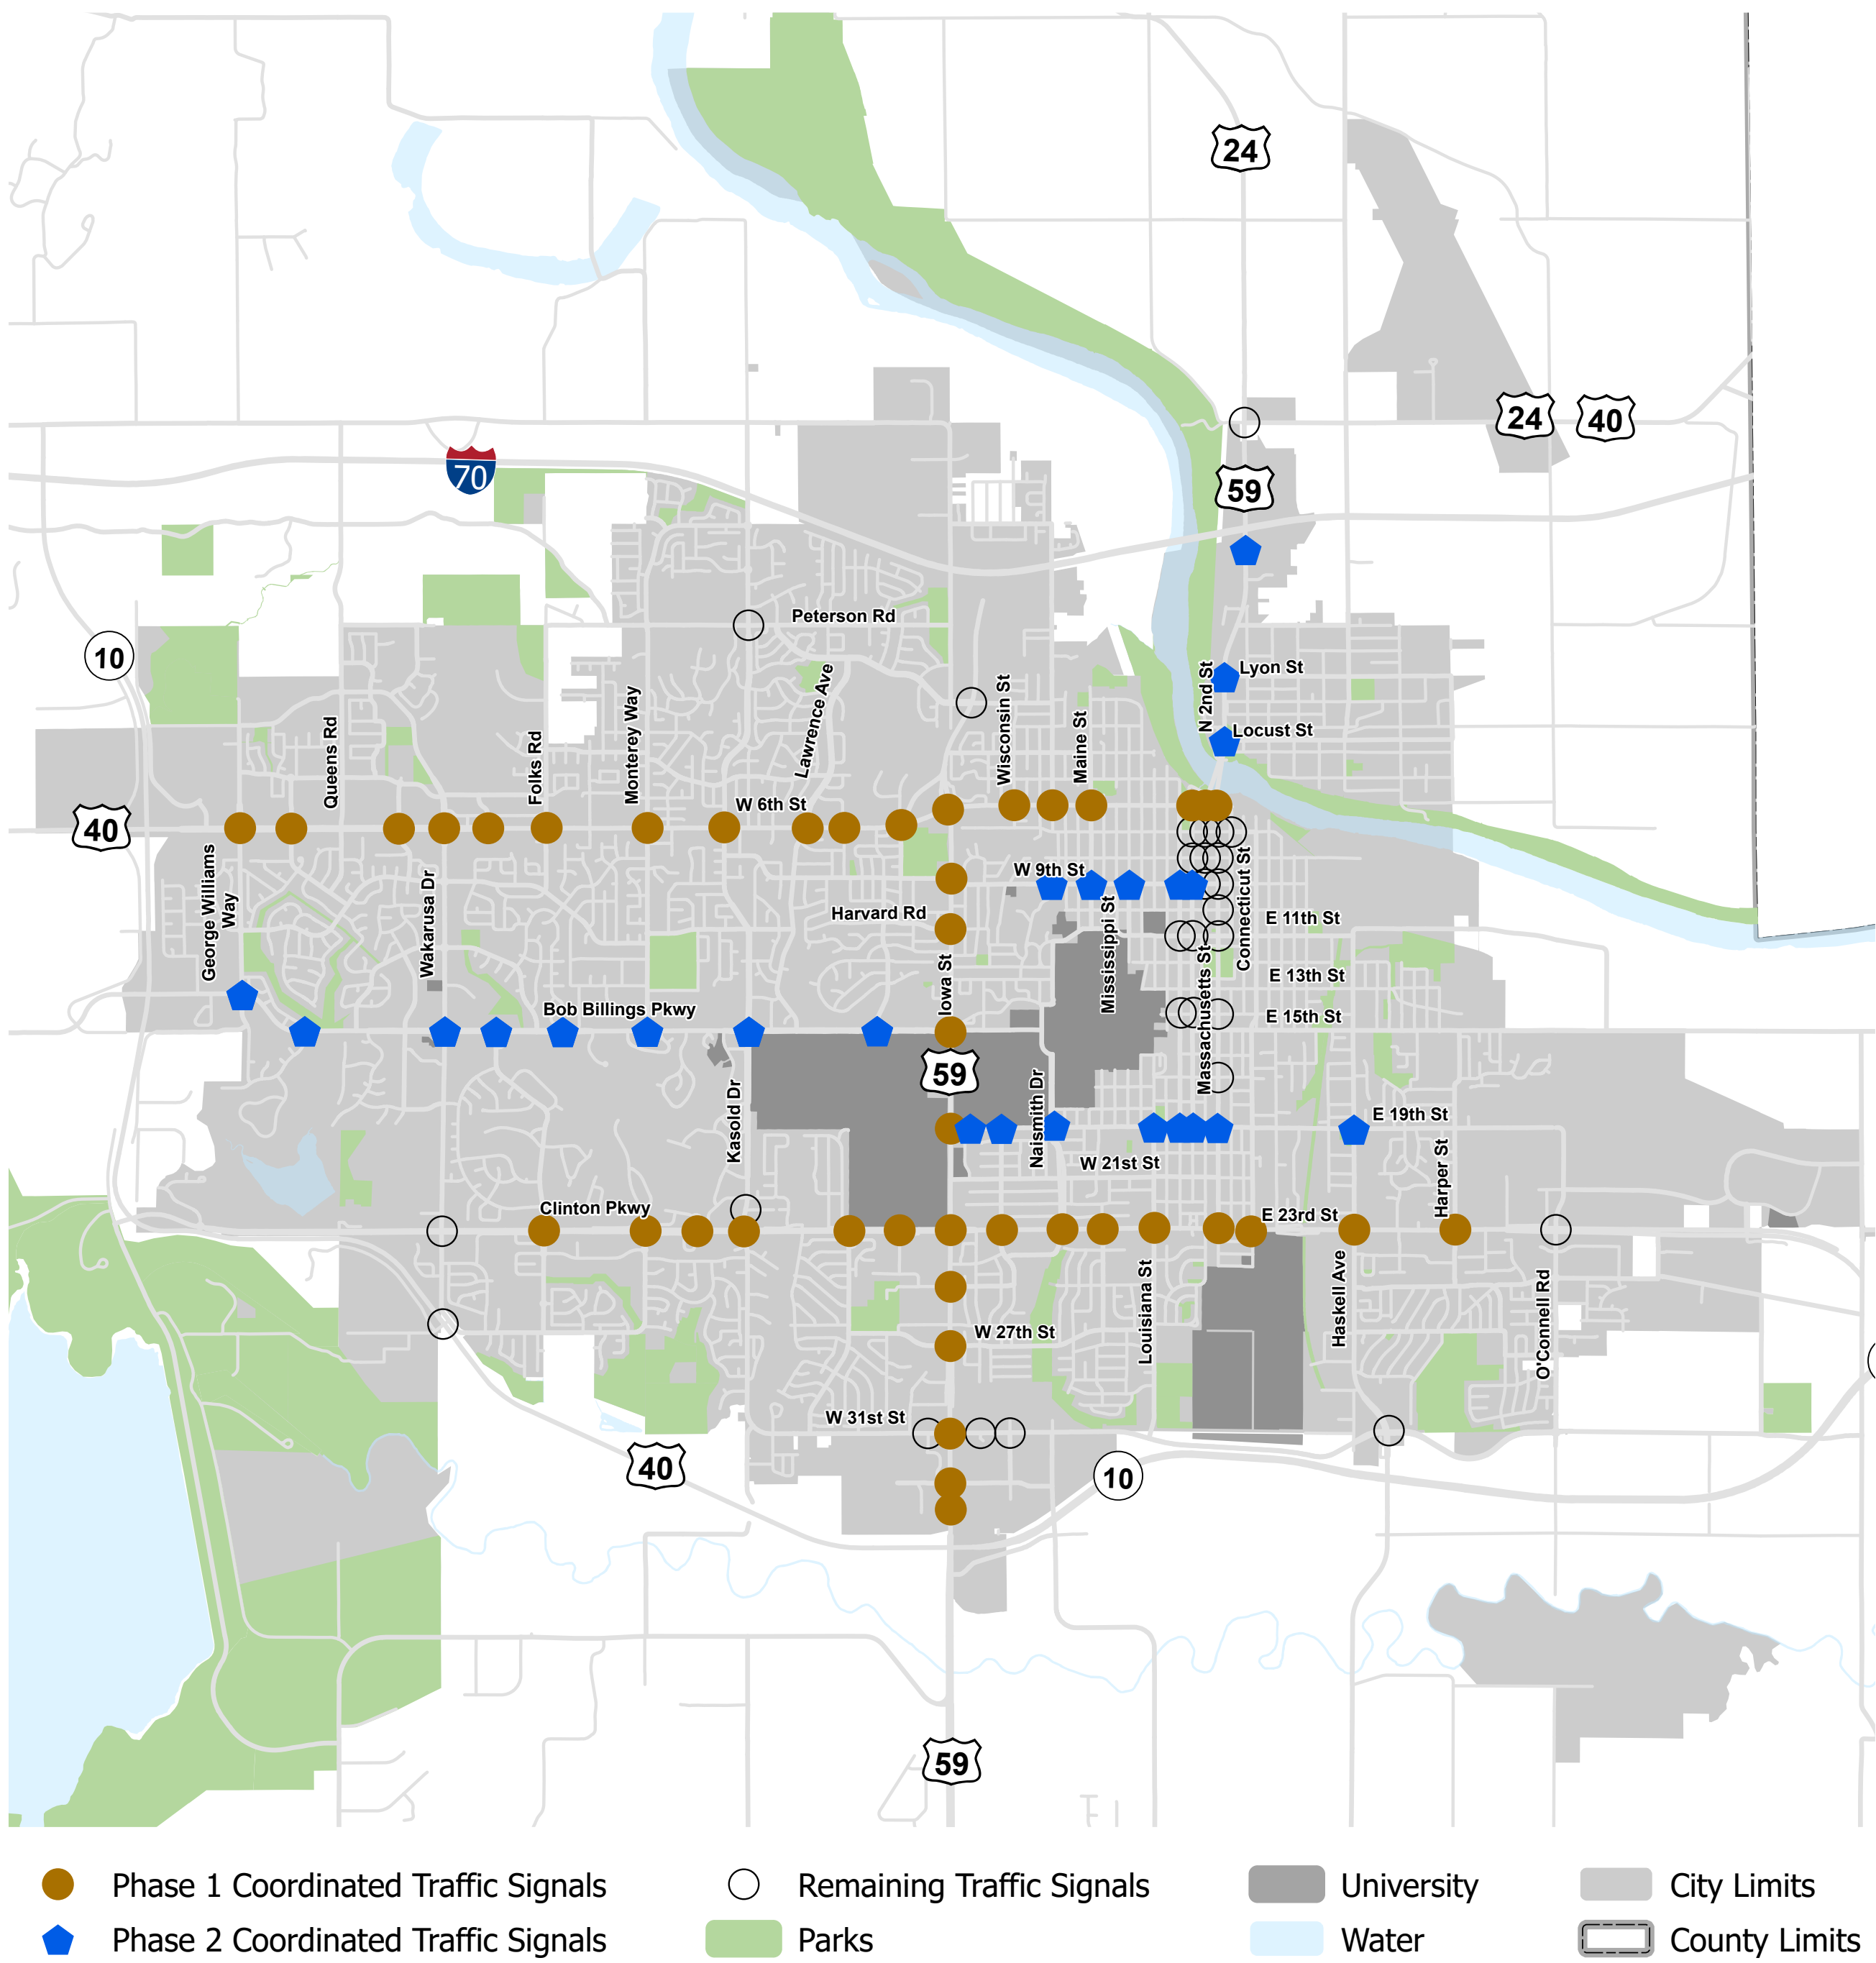 24
24
40
70
59
Peterson Rd
10
Lyon St
N 2nd St
Locust St
Wisconsin St
Maine St
Lawrence Ave
Monterey Way
Queens Rd
Folks Rd
W 6th St
40
George Williams
Way
Wakarusa Dr
W 9th St
Harvard Rd
Mississippi St
Connecticut St
E 11th St
Iowa St
Massachusetts St
E 13th St
Bob Billings Pkwy
E 15th St
59
Kasold Dr
Naismith Dr
E 19th St
W 21st St
Harper St
Clinton Pkwy
E 23rd St
Louisiana St
Haskell Ave
O'Connell Rd
W 27th St
W 31st St
40
10
59
Phase 1 Coordinated Traffic Signals
Remaining Traffic Signals
University
City Limits
Phase 2 Coordinated Traffic Signals
Parks
Water
County Limits